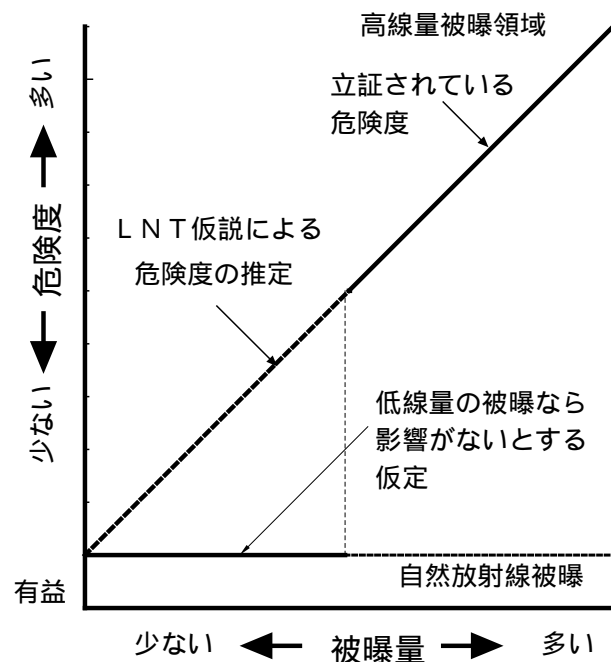 高線量被曝領域
立証されている
危険度
ＬＮＴ仮説による
危険度の推定
低線量の被曝なら
影響がないとする
仮定
自然放射線被曝
多い
危険度
少ない
有益
少ない 被曝量 多い